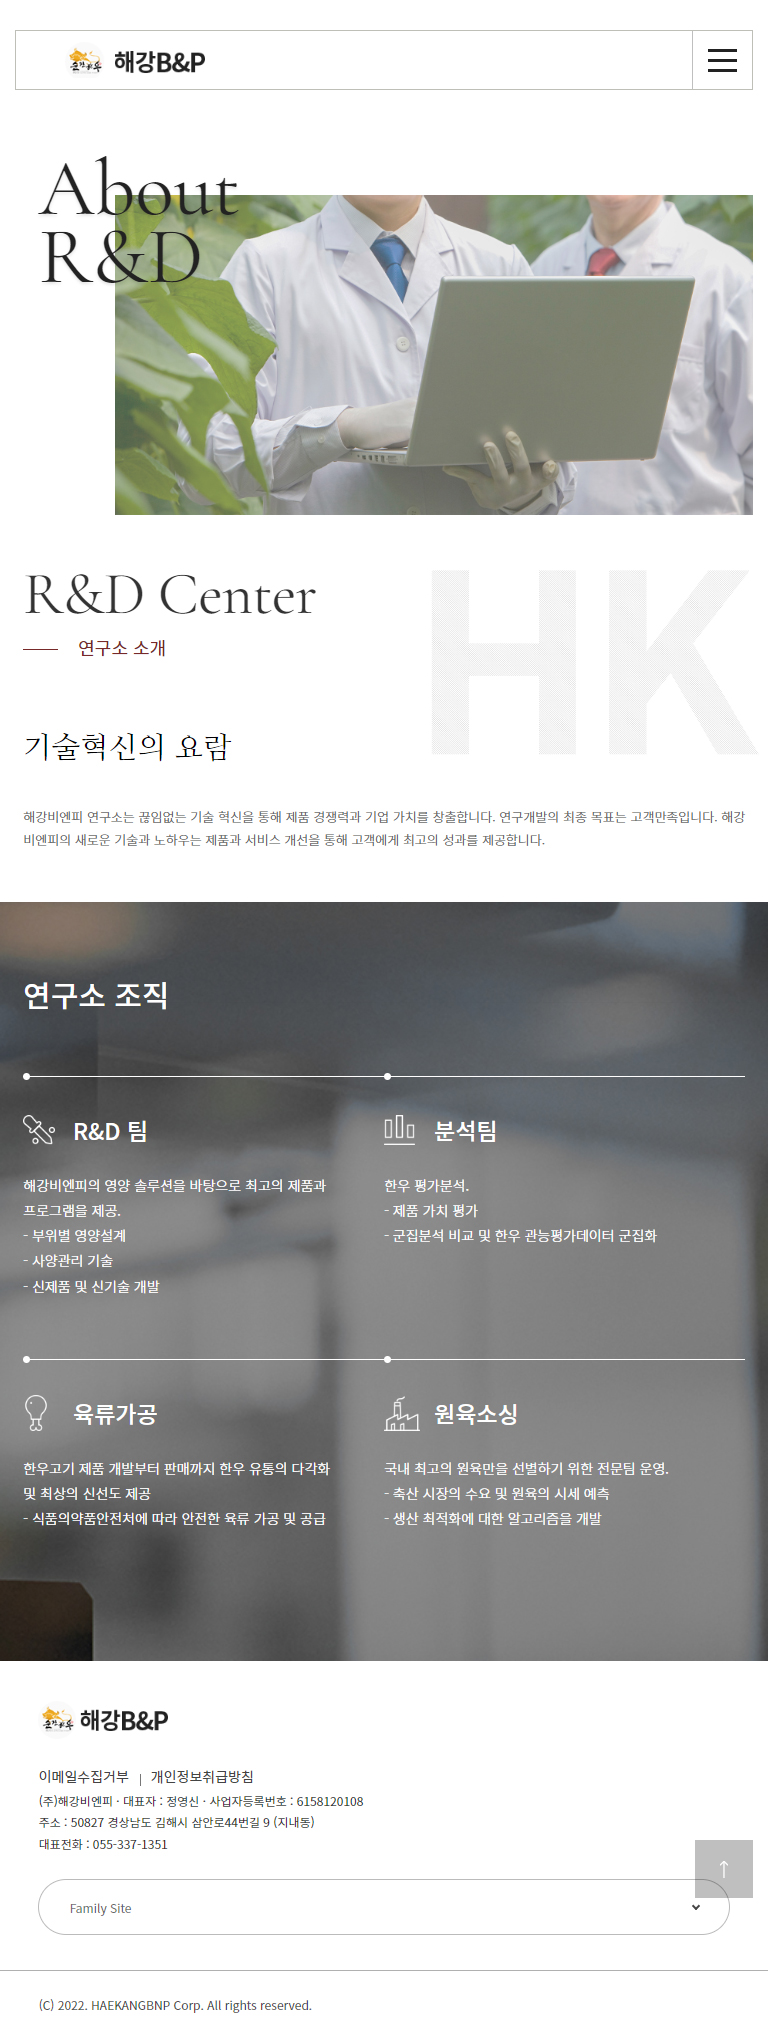 해강B&P
About
R&D
HK
R&D Center
연구소 소개
기술혁신의 요람
해강비엔피 연구소는 끊임없는 기술 혁신을 통해 제품 경쟁력과 기업 가치를 창출합니다. 연구개발의 최종 목표는 고객만족입니다. 해강
비엔피의 새로운 기술과 노하우는 제품과 서비스 개선을 통해 고객에게 최고의 성과를 제공합니다.
연구소 조직
R&D 팀
해강비엔피의 영양 솔루션을 바탕으로 최고의 제품과
프로그램을 제공.
- 부위별 영양설계
- 사양관리 기술
- 신제품 및 신기술 개발
분석팀
한우 평가분석.
- 제품 가치 평가
- 군집분석 비교 및 한우 관능평가데이터 군집화
육류가공
한우고기 제품 개발부터 판매까지 한우 유통의 다각화
및 최상의 신선도 제공
- 식품의약품안전처에 따라 안전한 육류 가공 및 공급
원육소싱
국내 최고의 원육만을 선별하기 위한 전문팀 운영.
- 축산 시장의 수요 및 원육의 시세 예측
- 생산 최적화에 대한 알고리즘을 개발
해강B&P
이메일수집거부 | 개인정보취급방침
(주)해강비엔피 · 대표자 : 정영신 · 사업자등록번호 : 6158120108
주소 : 50827 경상남도 김해시 삼안로44번길 9 (지내동)
대표전화 : 055-337-1351
Family Site
(C) 2022. HAEKANGBNP Corp. All rights reserved.